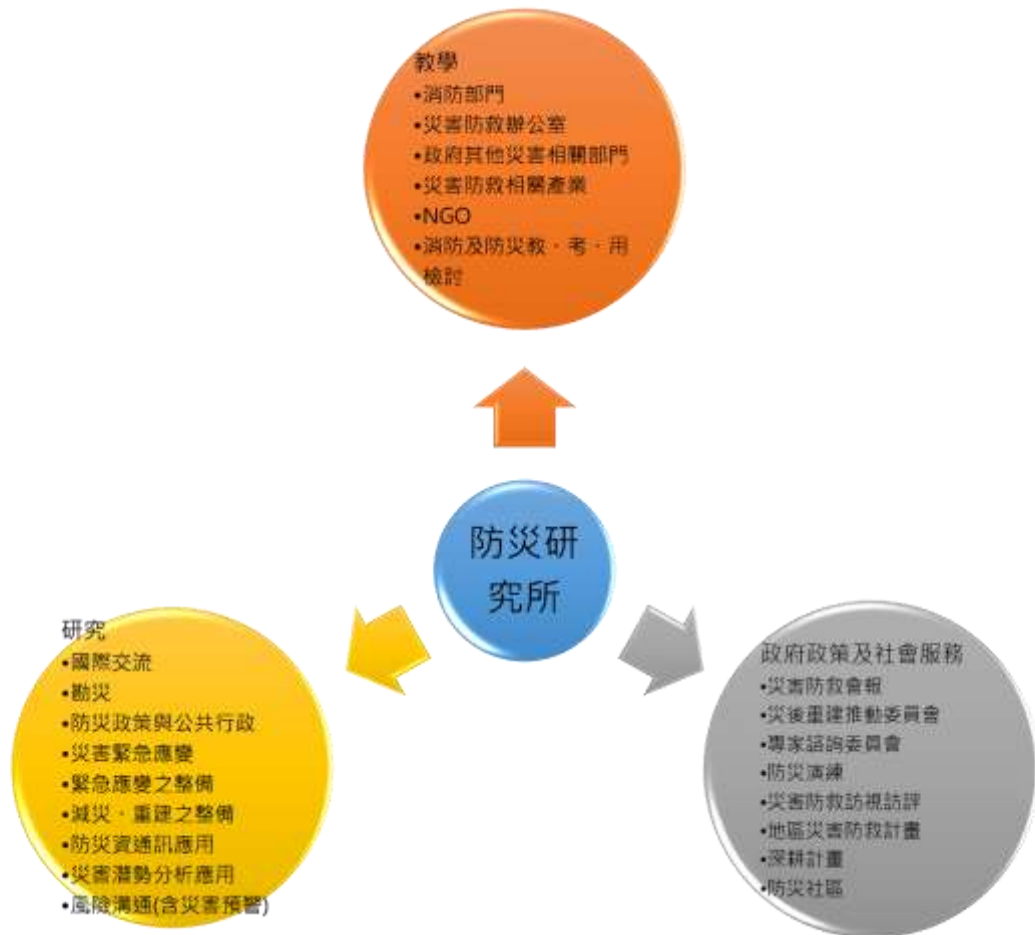 教學
•消防部門
•災害防救辦公室
•政府其他災害相關部門
•災害防救相關產業
•NGO
•消防及防災教、考、用
檢討
防災研
究所
研究
•國際交流
•勘災
•防災政策與公共行政
•災害緊急應變
•緊急應變之整備
•減災、重建之整備
•防災資通訊應用
•災害潛勢分析應用
•風險溝通(含災害預警)
政府政策及社會服務
•災害防救會報
•災後重建推動委員會
•專家諮詢委員會
•防災演練
•災害防救訪視訪評
•地區災害防救計畫
•深耕計畫
•防災社區